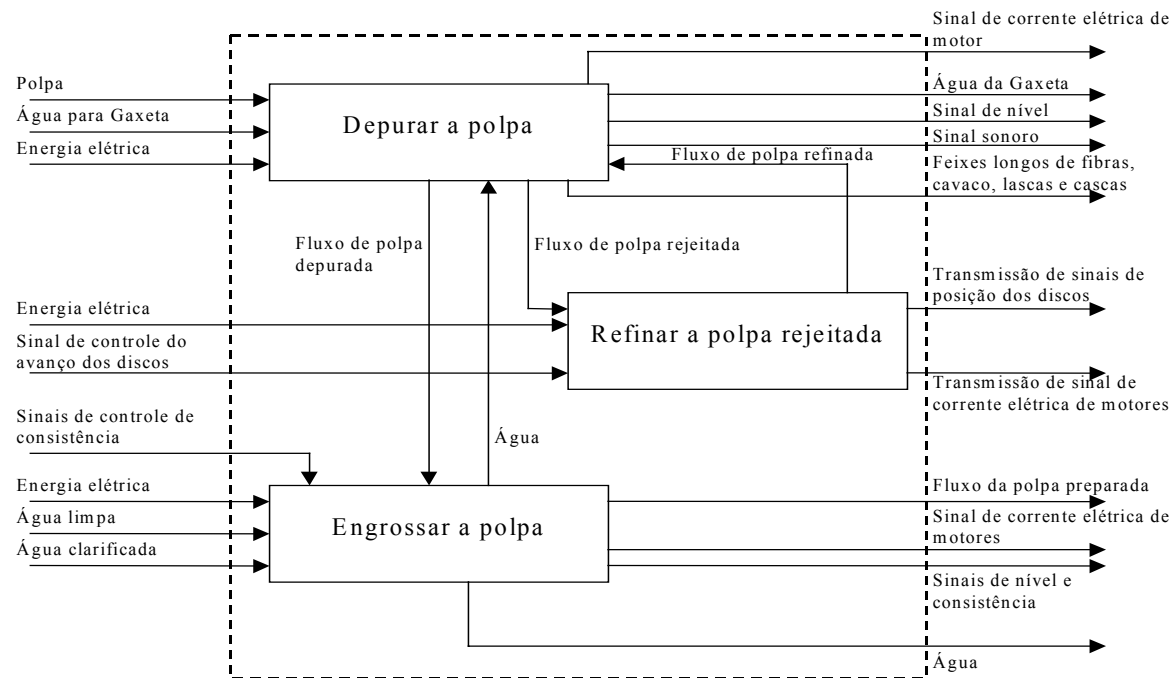 Sinal de corrente elétrica de
motor
Polpa
Água para Gaxeta
Energia elétrica
Depurar a polpa
Água da Gaxeta
Sinal de nível
Sinal sonoro
Fluxo de polpa refinada
Feixes longos de fibras,
cavaco, lascas e cascas
Fluxo de polpa
depurada
Fluxo de polpa rejeitada
Energia elétrica
Sinal de controle do
avanço dos discos
Refinar a polpa rejeitada
Transmissão de sinais de
posição dos discos
Transmissão de sinal de
corrente elétrica de motores
Sinais de controle de
consistência
Água
Energia elétrica
Água limpa
Água clarificada
Engrossar a polpa
Fluxo da polpa preparada
Sinal de corrente elétrica de
motores
Sinais de nível e
consistência
Água